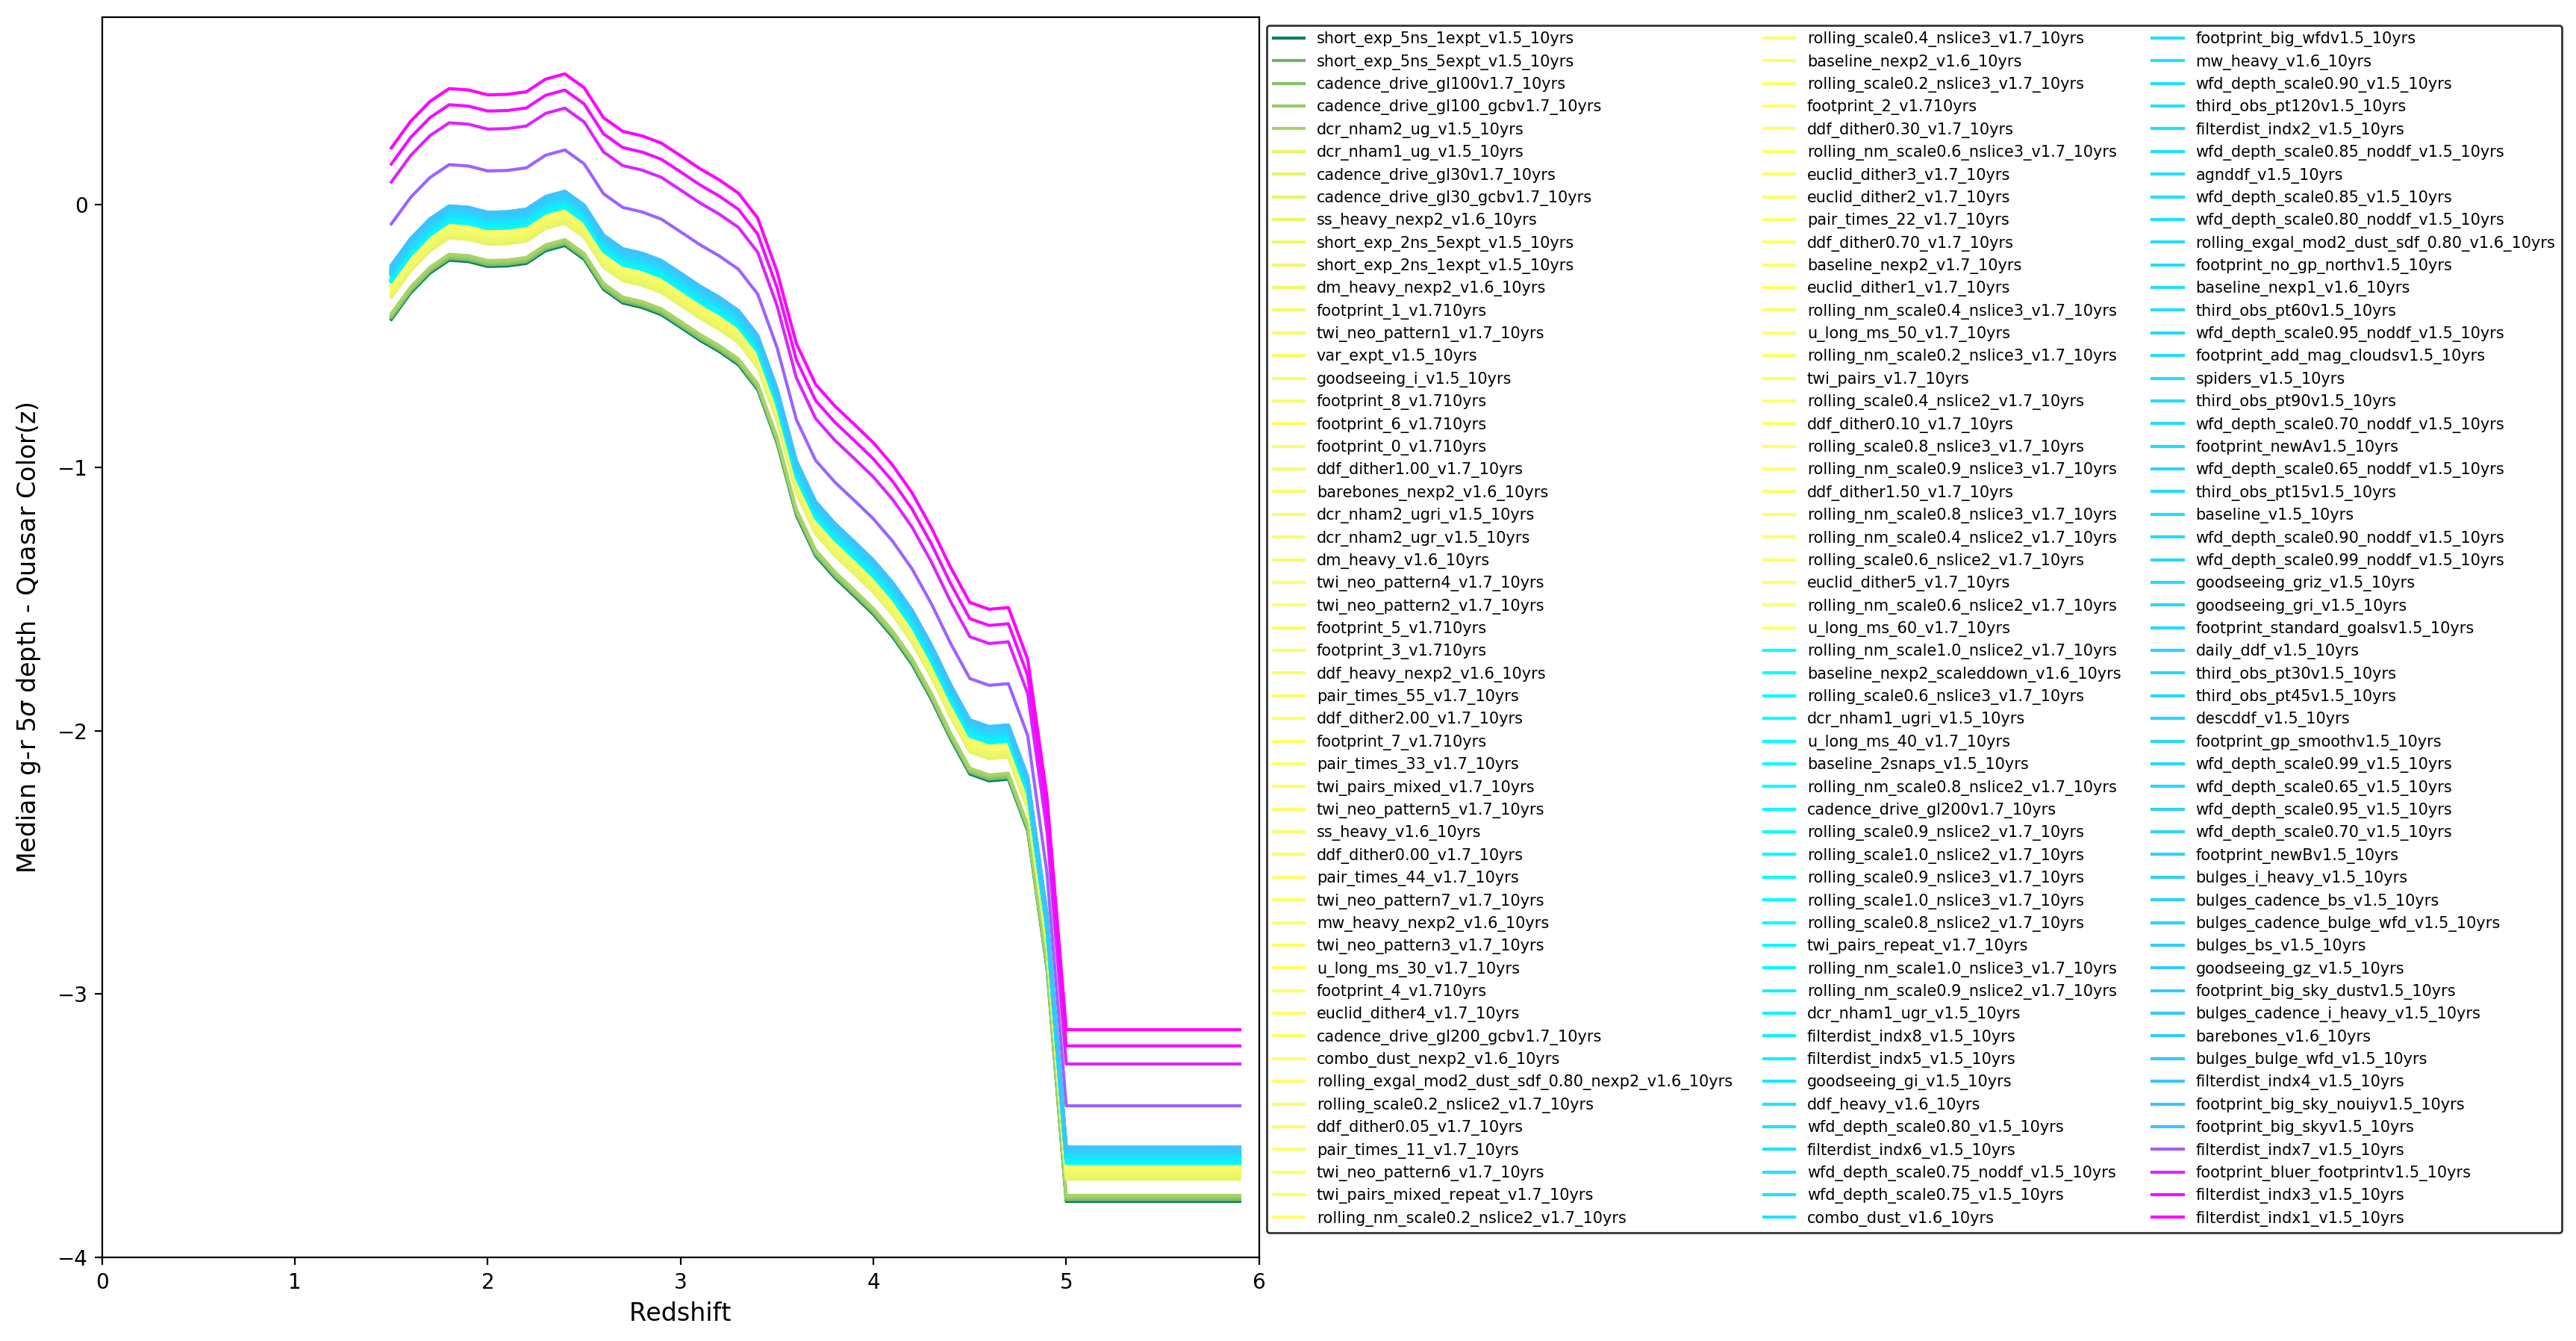 Median g-r 5σ depth - Quasar Color(z)
0
−1
−2
−3
−4
0 1 2 3 4 5 6
Redshift
short_exp_5ns_1expt_v1.5_10yrs
short_exp_5ns_5expt_v1.5_10yrs
cadence_drive_gl100v1.7_10yrs
cadence_drive_gl100_gcbv1.7_10yrs
dcr_nham2_ug_v1.5_10yrs
dcr_nham1_ug_v1.5_10yrs
cadence_drive_gl30v1.7_10yrs
cadence_drive_gl30_gcbv1.7_10yrs
ss_heavy_nexp2_v1.6_10yrs
short_exp_2ns_5expt_v1.5_10yrs
short_exp_2ns_1expt_v1.5_10yrs
dm_heavy_nexp2_v1.6_10yrs
footprint_1_v1.710yrs
twi_neo_pattern1_v1.7_10yrs
var_expt_v1.5_10yrs
goodseeing_i_v1.5_10yrs
footprint_8_v1.710yrs
footprint_6_v1.710yrs
footprint_0_v1.710yrs
ddf_dither1.00_v1.7_10yrs
barebones_nexp2_v1.6_10yrs
dcr_nham2_ugri_v1.5_10yrs
dcr_nham2_ugr_v1.5_10yrs
dm_heavy_v1.6_10yrs
twi_neo_pattern4_v1.7_10yrs
twi_neo_pattern2_v1.7_10yrs
footprint_5_v1.710yrs
footprint_3_v1.710yrs
ddf_heavy_nexp2_v1.6_10yrs
pair_times_55_v1.7_10yrs
ddf_dither2.00_v1.7_10yrs
footprint_7_v1.710yrs
pair_times_33_v1.7_10yrs
twi_pairs_mixed_v1.7_10yrs
twi_neo_pattern5_v1.7_10yrs
ss_heavy_v1.6_10yrs
ddf_dither0.00_v1.7_10yrs
pair_times_44_v1.7_10yrs
twi_neo_pattern7_v1.7_10yrs
mw_heavy_nexp2_v1.6_10yrs
twi_neo_pattern3_v1.7_10yrs
u_long_ms_30_v1.7_10yrs
footprint_4_v1.710yrs
euclid_dither4_v1.7_10yrs
cadence_drive_gl200_gcbv1.7_10yrs
combo_dust_nexp2_v1.6_10yrs
rolling_exgal_mod2_dust_sdf_0.80_nexp2_v1.6_10yrs
rolling_scale0.2_nslice2_v1.7_10yrs
ddf_dither0.05_v1.7_10yrs
pair_times_11_v1.7_10yrs
twi_neo_pattern6_v1.7_10yrs
twi_pairs_mixed_repeat_v1.7_10yrs
rolling_nm_scale0.2_nslice2_v1.7_10yrs
rolling_scale0.4_nslice3_v1.7_10yrs
baseline_nexp2_v1.6_10yrs
rolling_scale0.2_nslice3_v1.7_10yrs
footprint_2_v1.710yrs
ddf_dither0.30_v1.7_10yrs
rolling_nm_scale0.6_nslice3_v1.7_10yrs
euclid_dither3_v1.7_10yrs
euclid_dither2_v1.7_10yrs
pair_times_22_v1.7_10yrs
ddf_dither0.70_v1.7_10yrs
baseline_nexp2_v1.7_10yrs
euclid_dither1_v1.7_10yrs
rolling_nm_scale0.4_nslice3_v1.7_10yrs
u_long_ms_50_v1.7_10yrs
rolling_nm_scale0.2_nslice3_v1.7_10yrs
twi_pairs_v1.7_10yrs
rolling_scale0.4_nslice2_v1.7_10yrs
ddf_dither0.10_v1.7_10yrs
rolling_scale0.8_nslice3_v1.7_10yrs
rolling_nm_scale0.9_nslice3_v1.7_10yrs
ddf_dither1.50_v1.7_10yrs
rolling_nm_scale0.8_nslice3_v1.7_10yrs
rolling_nm_scale0.4_nslice2_v1.7_10yrs
rolling_scale0.6_nslice2_v1.7_10yrs
euclid_dither5_v1.7_10yrs
rolling_nm_scale0.6_nslice2_v1.7_10yrs
u_long_ms_60_v1.7_10yrs
rolling_nm_scale1.0_nslice2_v1.7_10yrs
baseline_nexp2_scaleddown_v1.6_10yrs
rolling_scale0.6_nslice3_v1.7_10yrs
dcr_nham1_ugri_v1.5_10yrs
u_long_ms_40_v1.7_10yrs
baseline_2snaps_v1.5_10yrs
rolling_nm_scale0.8_nslice2_v1.7_10yrs
cadence_drive_gl200v1.7_10yrs
rolling_scale0.9_nslice2_v1.7_10yrs
rolling_scale1.0_nslice2_v1.7_10yrs
rolling_scale0.9_nslice3_v1.7_10yrs
rolling_scale1.0_nslice3_v1.7_10yrs
rolling_scale0.8_nslice2_v1.7_10yrs
twi_pairs_repeat_v1.7_10yrs
rolling_nm_scale1.0_nslice3_v1.7_10yrs
rolling_nm_scale0.9_nslice2_v1.7_10yrs
dcr_nham1_ugr_v1.5_10yrs
filterdist_indx8_v1.5_10yrs
filterdist_indx5_v1.5_10yrs
goodseeing_gi_v1.5_10yrs
ddf_heavy_v1.6_10yrs
wfd_depth_scale0.80_v1.5_10yrs
filterdist_indx6_v1.5_10yrs
wfd_depth_scale0.75_noddf_v1.5_10yrs
wfd_depth_scale0.75_v1.5_10yrs
combo_dust_v1.6_10yrs
footprint_big_wfdv1.5_10yrs
mw_heavy_v1.6_10yrs
wfd_depth_scale0.90_v1.5_10yrs
third_obs_pt120v1.5_10yrs
filterdist_indx2_v1.5_10yrs
wfd_depth_scale0.85_noddf_v1.5_10yrs
agnddf_v1.5_10yrs
wfd_depth_scale0.85_v1.5_10yrs
wfd_depth_scale0.80_noddf_v1.5_10yrs
rolling_exgal_mod2_dust_sdf_0.80_v1.6_10yrs
footprint_no_gp_northv1.5_10yrs
baseline_nexp1_v1.6_10yrs
third_obs_pt60v1.5_10yrs
wfd_depth_scale0.95_noddf_v1.5_10yrs
footprint_add_mag_cloudsv1.5_10yrs
spiders_v1.5_10yrs
third_obs_pt90v1.5_10yrs
wfd_depth_scale0.70_noddf_v1.5_10yrs
footprint_newAv1.5_10yrs
wfd_depth_scale0.65_noddf_v1.5_10yrs
third_obs_pt15v1.5_10yrs
baseline_v1.5_10yrs
wfd_depth_scale0.90_noddf_v1.5_10yrs
wfd_depth_scale0.99_noddf_v1.5_10yrs
goodseeing_griz_v1.5_10yrs
goodseeing_gri_v1.5_10yrs
footprint_standard_goalsv1.5_10yrs
daily_ddf_v1.5_10yrs
third_obs_pt30v1.5_10yrs
third_obs_pt45v1.5_10yrs
descddf_v1.5_10yrs
footprint_gp_smoothv1.5_10yrs
wfd_depth_scale0.99_v1.5_10yrs
wfd_depth_scale0.65_v1.5_10yrs
wfd_depth_scale0.95_v1.5_10yrs
wfd_depth_scale0.70_v1.5_10yrs
footprint_newBv1.5_10yrs
bulges_i_heavy_v1.5_10yrs
bulges_cadence_bs_v1.5_10yrs
bulges_cadence_bulge_wfd_v1.5_10yrs
bulges_bs_v1.5_10yrs
goodseeing_gz_v1.5_10yrs
footprint_big_sky_dustv1.5_10yrs
bulges_cadence_i_heavy_v1.5_10yrs
barebones_v1.6_10yrs
bulges_bulge_wfd_v1.5_10yrs
filterdist_indx4_v1.5_10yrs
footprint_big_sky_nouiyv1.5_10yrs
footprint_big_skyv1.5_10yrs
filterdist_indx7_v1.5_10yrs
footprint_bluer_footprintv1.5_10yrs
filterdist_indx3_v1.5_10yrs
filterdist_indx1_v1.5_10yrs